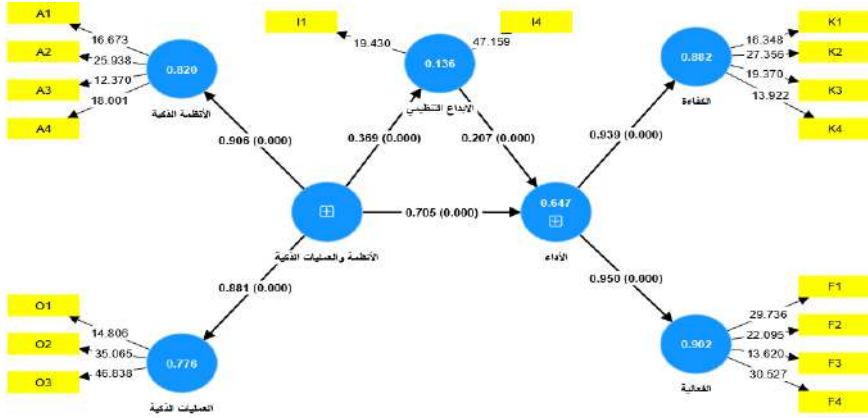 A1
A2
A3
A4
16.673
25.938
12.370
18.001
0.820
الأنظمة الذكية
I1
I4
19.430
47.159
0.136
الإبداع التنظيمي
K1
K2
K3
K4
16.348
27.356
19.370
13.922
0.882
الكفاءة
0.906 (0.000)
0.369 (0.000)
0.207 (0.000)
0.939 (0.000)
0.705 (0.000)
الأنظمة والعمليات الذكية
0.647
الأداء
0.881 (0.000)
0.950 (0.000)
O1
O2
O3
14.806
35.065
46.838
0.776
العمليات الذكية
F1
F2
F3
F4
29.736
22.095
13.620
30.527
0.902
الفعالية